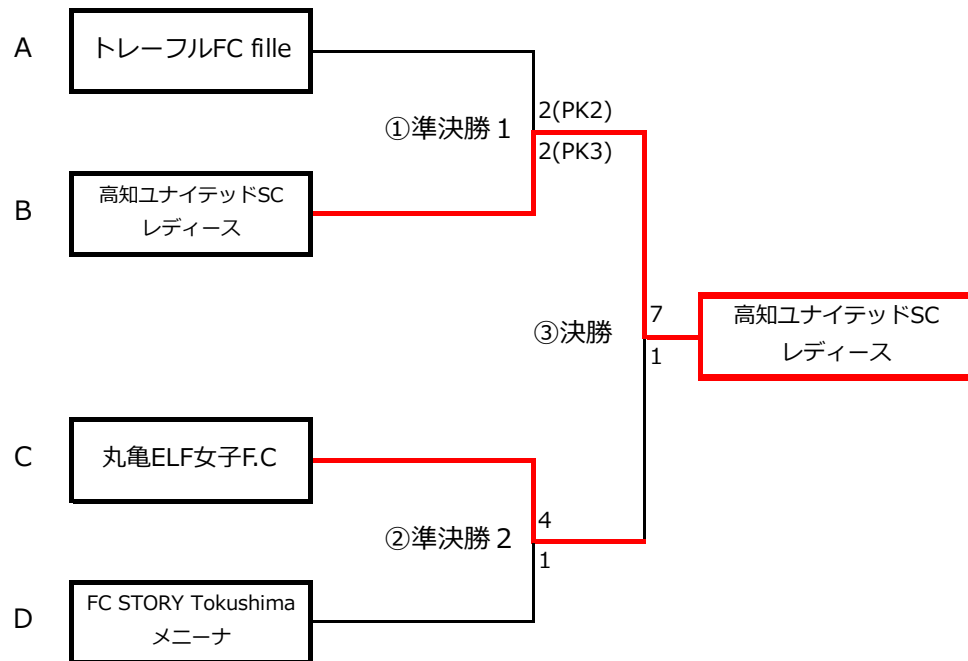 A
トレーフルFC fille
2(PK2)
①準決勝1
2(PK3)
B
高知ユナイテッドSC
レディース
7
高知ユナイテッドSC
レディース
③決勝
1
C
丸亀ELF女子F.C
4
②準決勝2
1
D
FC STORY Tokushima
メニーナ